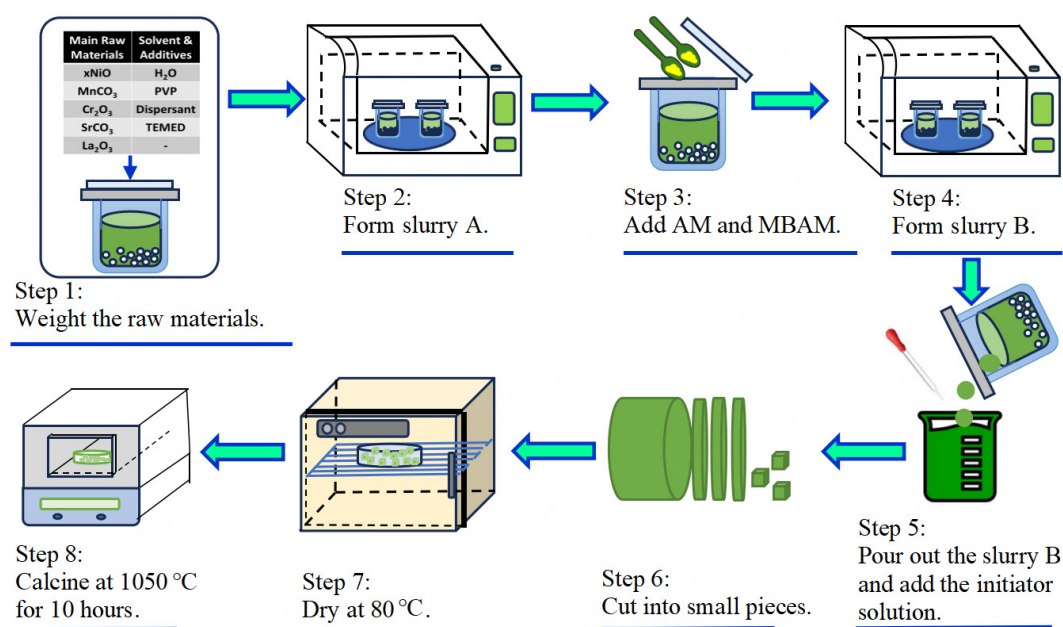 Main Raw Materials | Solvent & Additives
xNiO | H₂O
MnCO₃ | PVP
Cr₂O₃ | Dispersant
SrCO₃ | TEMED
La₂O₃ | -
Step 1:
Weight the raw materials.
Step 2:
Form slurry A.
Step 3:
Add AM and MBAM.
Step 4:
Form slurry B.
Step 5:
Pour out the slurry B
and add the initiator
solution.
Step 6:
Cut into small pieces.
Step 7:
Dry at 80 °C.
Step 8:
Calcine at 1050 °C
for 10 hours.